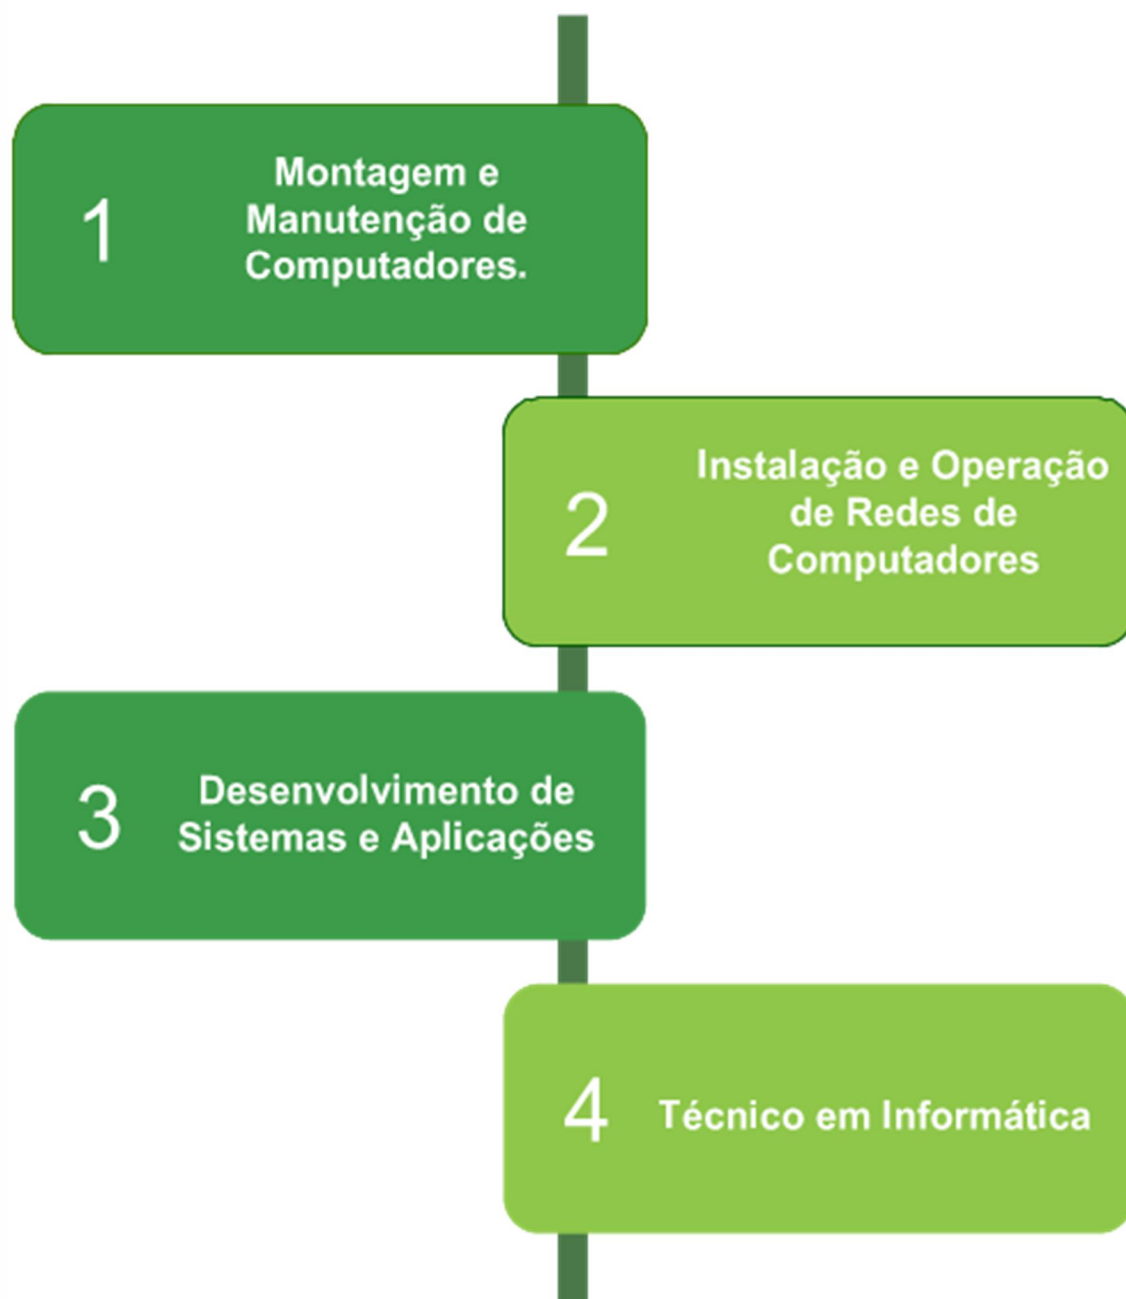 1
Montagem e
Manutenção de
Computadores.
2
Instalação e Operação
de Redes de
Computadores
3
Desenvolvimento de
Sistemas e Aplicações
4
Técnico em Informática